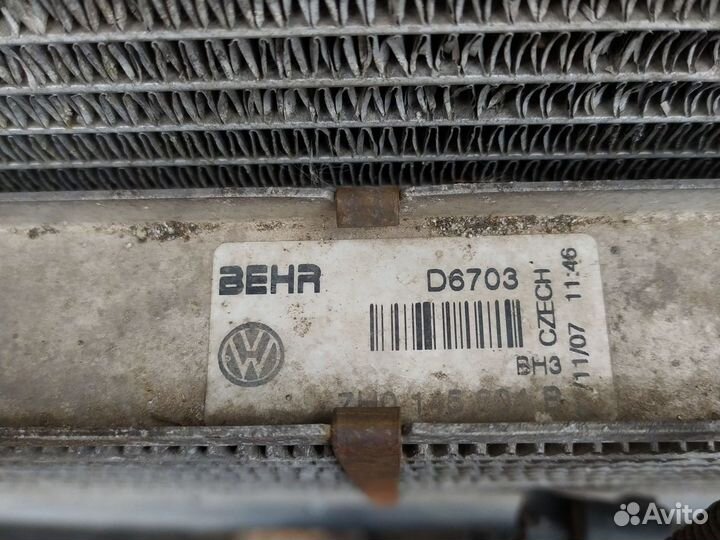 BEHR
D6703
CZECH
11/07 11:46
BH3
Avito